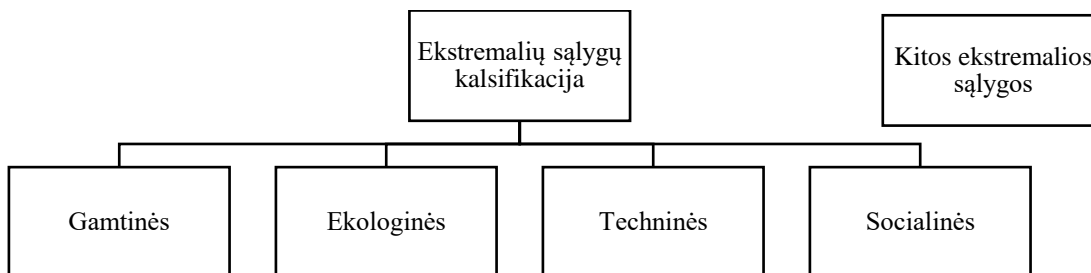 Ekstremalių sąlygų
kalsifikacija
Kitos ekstremalios
sąlygos
Gamtinės
Ekologinės
Techninės
Socialinės